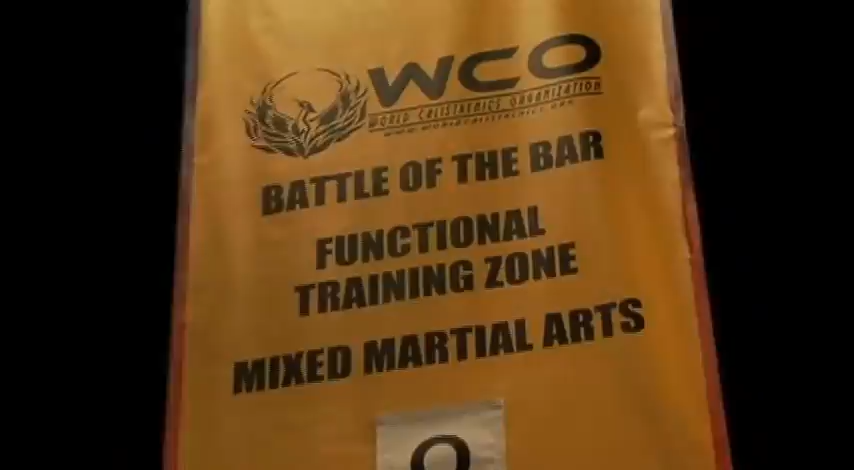 WCO
WORLD CALISTHENICS ORGANIZATION
BATTLE OF THE BAR
FUNCTIONAL
TRAINING ZONE
MIXED MARTIAL ARTS